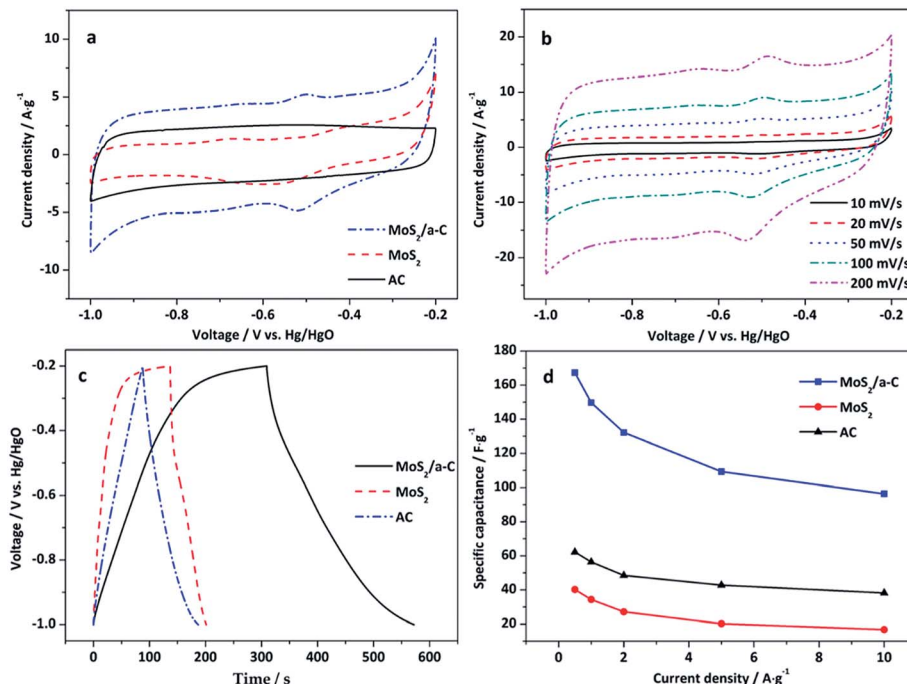 a
Current density / A·g⁻¹
10
5
0
-5
-10
MoS₂/a-C
MoS₂
AC
-1.0 -0.8 -0.6 -0.4 -0.2
Voltage / V vs. Hg/HgO
b
Current density / A·g⁻¹
20
10
0
-10
-20
10 mV/s
20 mV/s
50 mV/s
100 mV/s
200 mV/s
-1.0 -0.8 -0.6 -0.4 -0.2
Voltage / V vs. Hg/HgO
c
Voltage / V vs. Hg/HgO
-0.2
-0.4
-0.6
-0.8
-1.0
MoS₂/a-C
MoS₂
AC
0 100 200 300 400 500 600
Time / s
d
Specific capacitance / F·g⁻¹
180
160
140
120
100
80
60
40
20
MoS₂/a-C
MoS₂
AC
0 2 4 6 8 10
Current density / A·g⁻¹